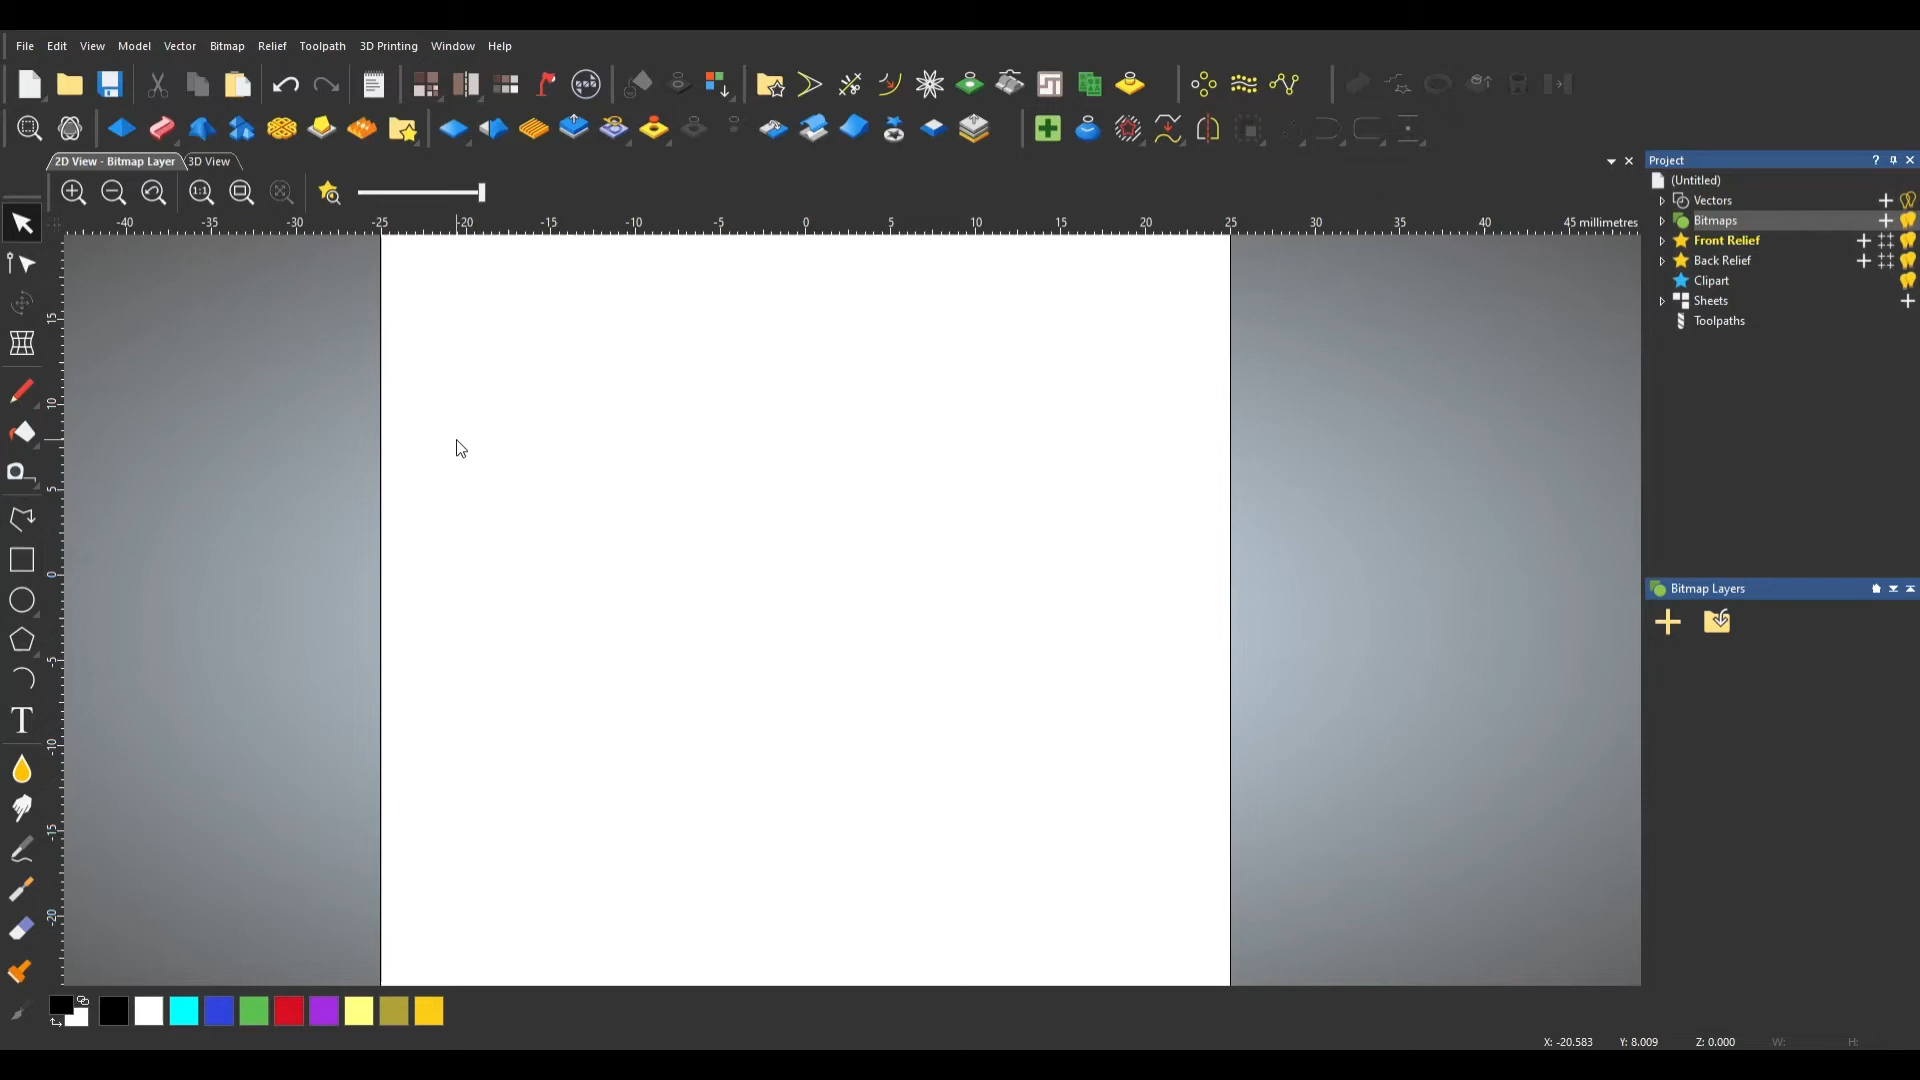 File Edit View Model Vector Bitmap Relief Toolpath 3D Printing Window Help
2D View - Bitmap Layer 3D View
1:1
-40 -35 -30 -25 -20 -15 -10 -5 0 5 10 15 20 25 30 35 40 45 millimetres
15
10
5
0
-5
-10
-15
-20
T
Project ?
(Untitled)
Vectors
Bitmaps
Front Relief
Back Relief
Clipart
Sheets
Toolpaths
Bitmap Layers
X: -20.583 Y: 8.009 Z: 0.000 W: H: